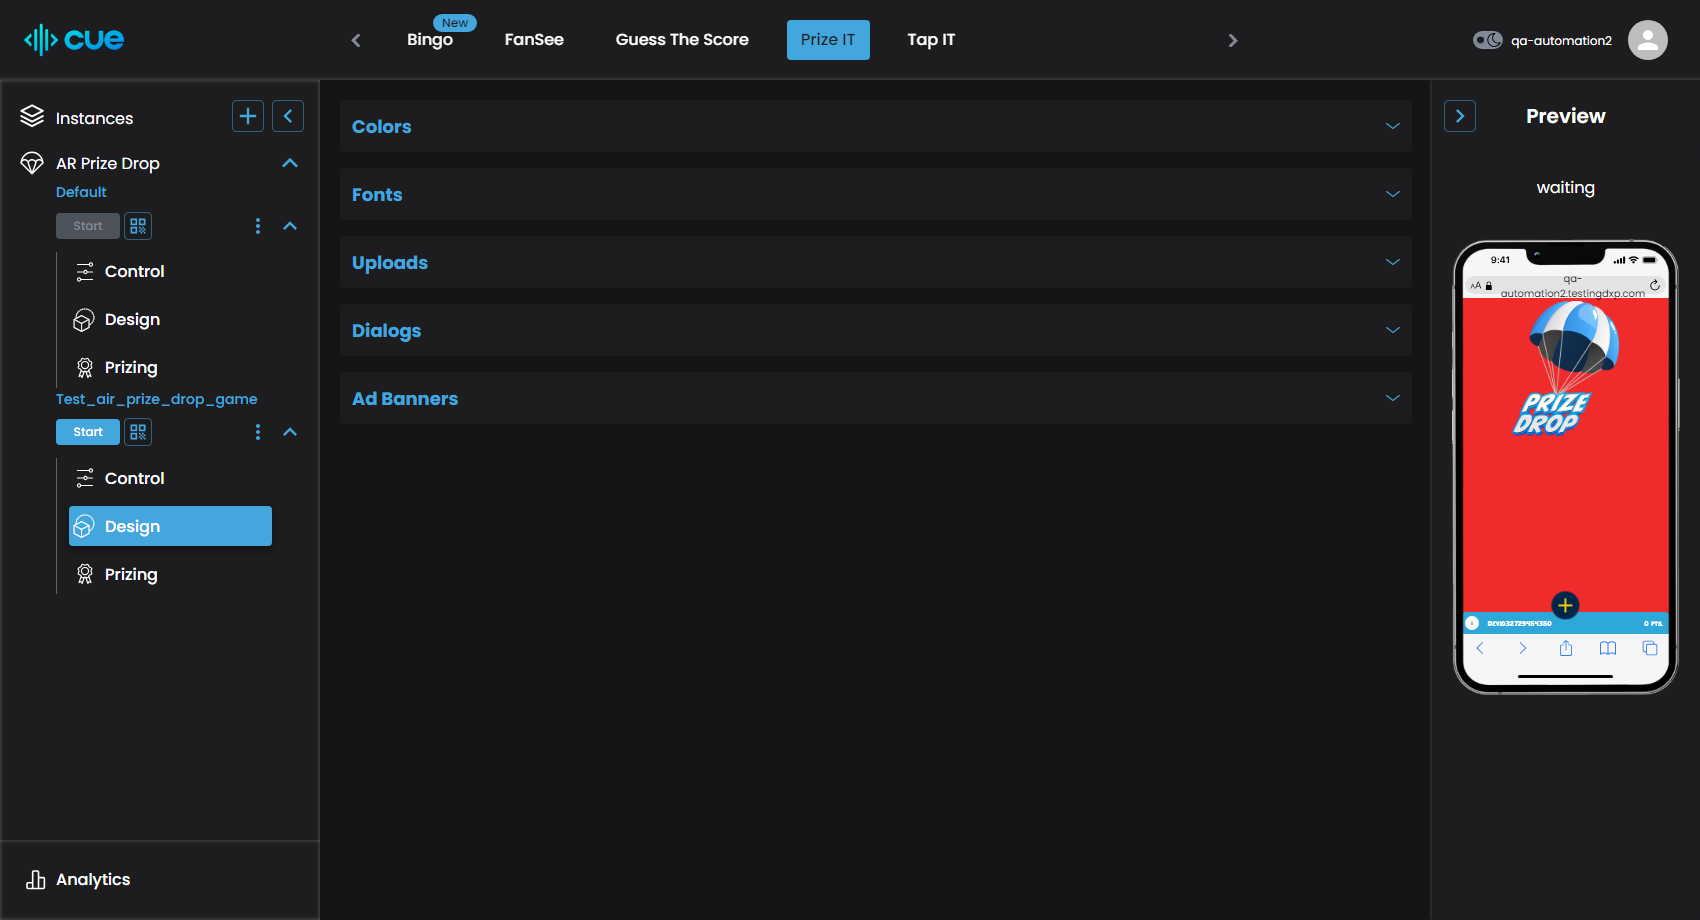 cue
New
Bingo
FanSee
Guess The Score
Prize IT
Tap IT
qa-automation2
Instances
AR Prize Drop
Default
Start
Control
Design
Prizing
Test_air_prize_drop_game
Start
Control
Design
Prizing
Analytics
Colors
Fonts
Uploads
Dialogs
Ad Banners
Preview
waiting
9:41
AA
qa-
automation2.testingdxp.com
PRIZE
DROP
0 PTS.